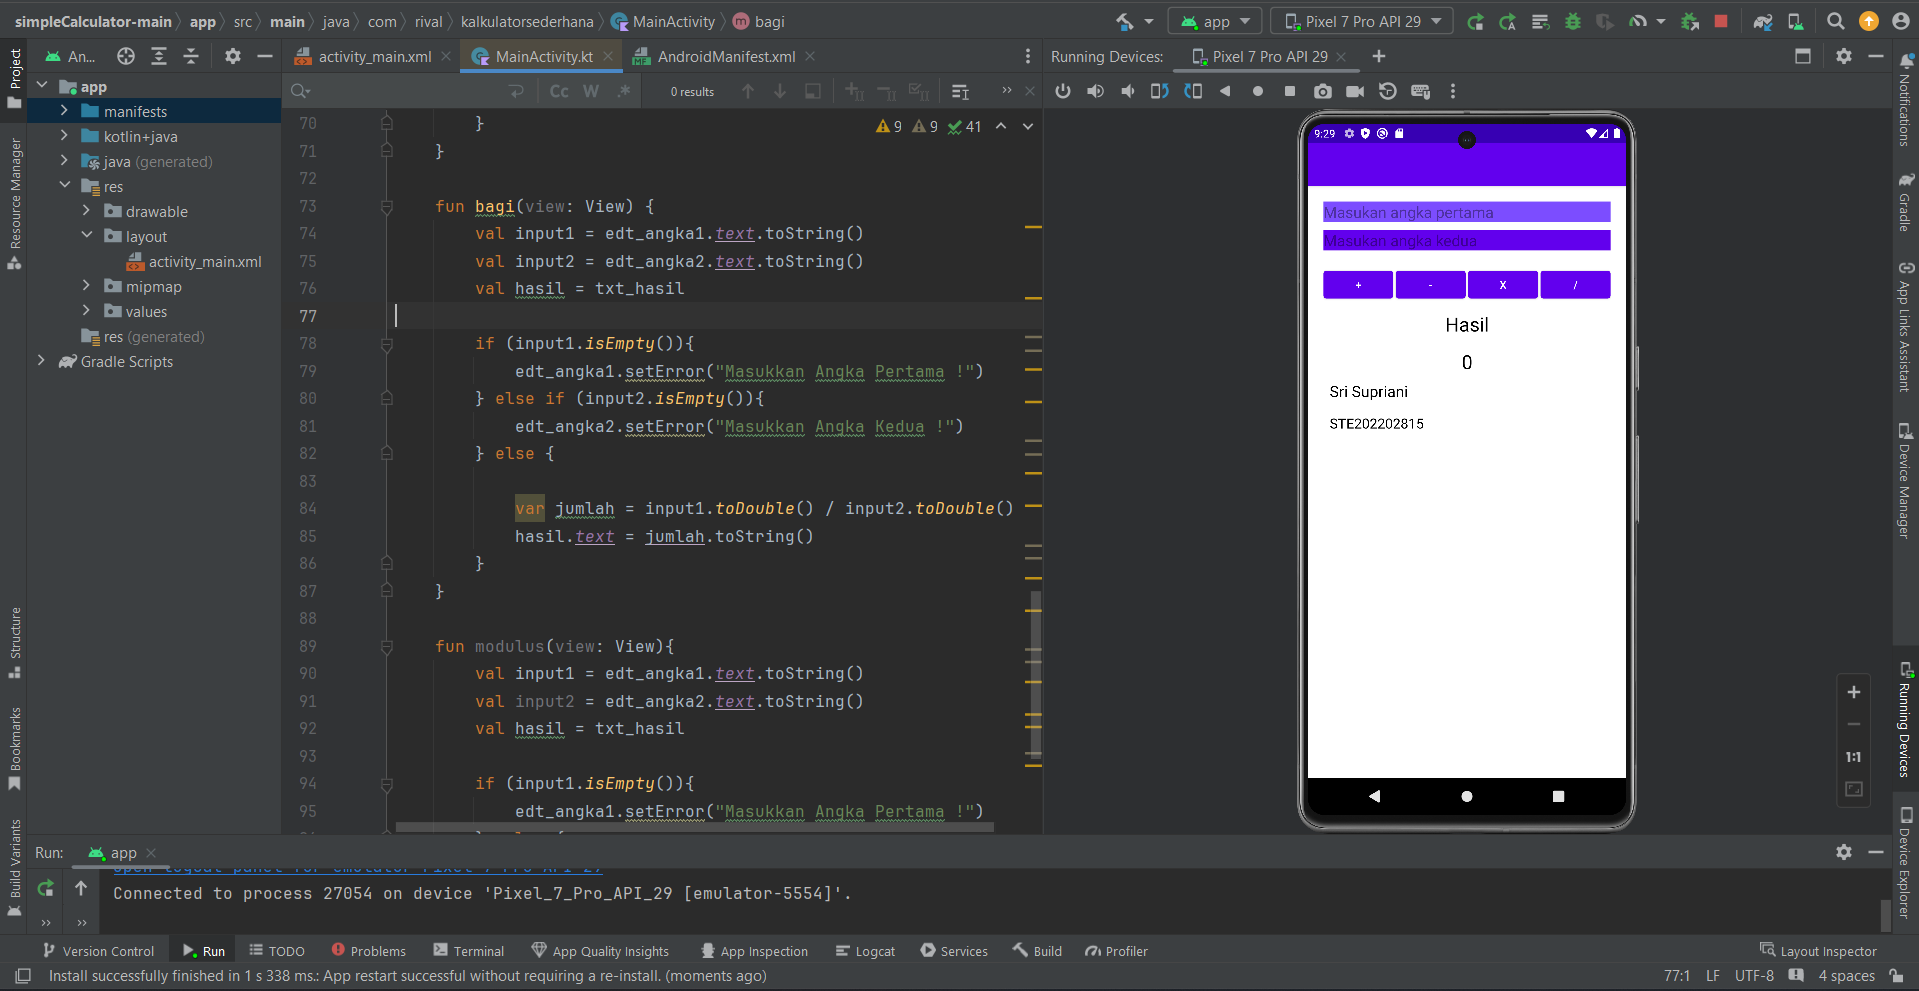 simpleCalculator-main app src main java com rival kalkulatorsederhana MainActivity m bagi
app Pixel 7 Pro API 29
An...
activity_main.xml MainActivity.kt AndroidManifest.xml
Running Devices: Pixel 7 Pro API 29
Cc W .* 0 results
9 9 41
Project
Resource Manager
Structure
Bookmarks
Build Variants
app
manifests
kotlin+java
java (generated)
res
drawable
layout
activity_main.xml
mipmap
values
res (generated)
Gradle Scripts
70 }
71 }
72
73 fun bagi(view: View) {
74 val input1 = edt_angka1.text.toString()
75 val input2 = edt_angka2.text.toString()
76 val hasil = txt_hasil
77
78 if (input1.isEmpty()){
79 edt_angka1.setError("Masukkan Angka Pertama !")
80 } else if (input2.isEmpty()){
81 edt_angka2.setError("Masukkan Angka Kedua !")
82 } else {
83
84 var jumlah = input1.toDouble() / input2.toDouble()
85 hasil.text = jumlah.toString()
86 }
87 }
88
89 fun modulus(view: View){
90 val input1 = edt_angka1.text.toString()
91 val input2 = edt_angka2.text.toString()
92 val hasil = txt_hasil
93
94 if (input1.isEmpty()){
95 edt_angka1.setError("Masukkan Angka Pertama !")
9:29
Masukan angka pertama
Masukan angka kedua
+ - X /
Hasil
0
Sri Supriani
STE202202815
1:1
Notifications
Gradle
App Links Assistant
Device Manager
Running Devices
Device Explorer
Run: app
Connected to process 27054 on device 'Pixel_7_Pro_API_29 [emulator-5554]'.
Version Control Run TODO Problems Terminal App Quality Insights App Inspection Logcat Services Build Profiler Layout Inspector
Install successfully finished in 1 s 338 ms.: App restart successful without requiring a re-install. (moments ago) 77:1 LF UTF-8 4 spaces